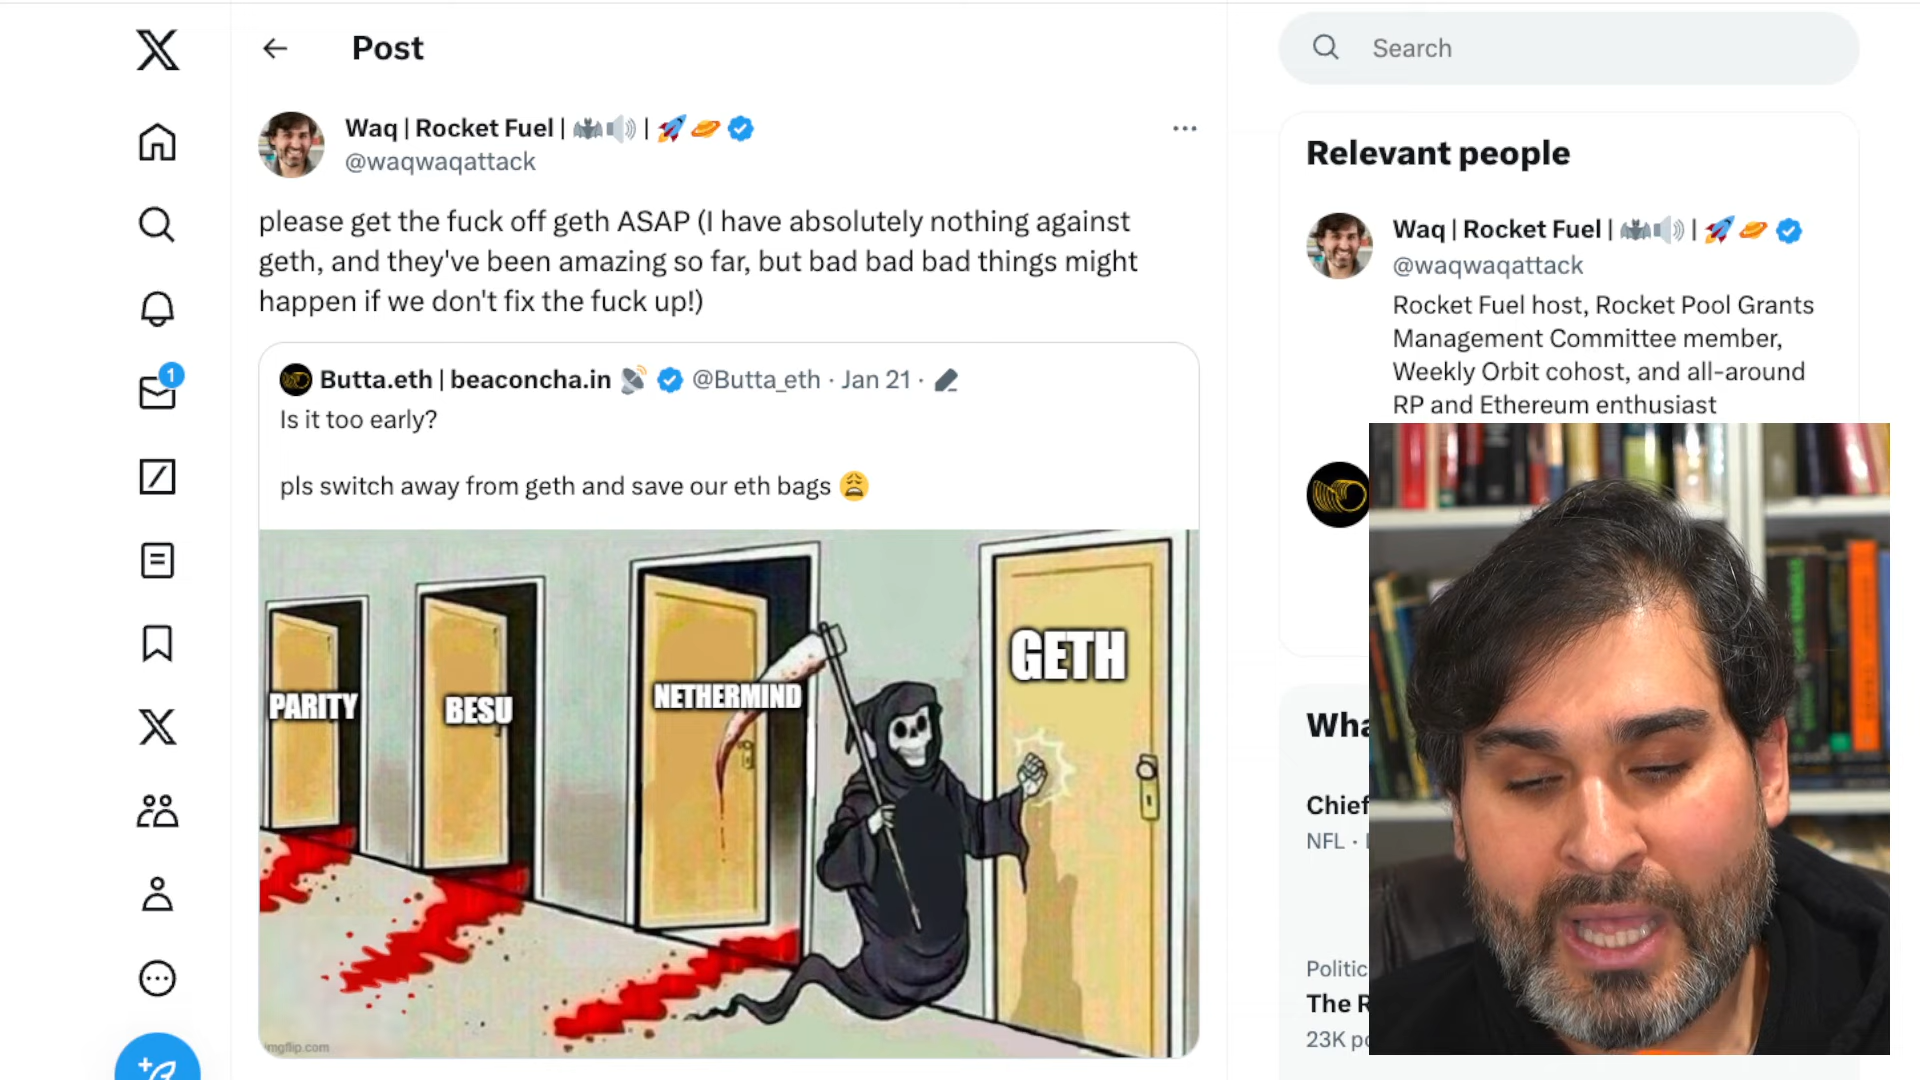 Post
Search
Waq | Rocket Fuel |
|
@waqwaqattack
please get the fuck off geth ASAP (I have absolutely nothing against
geth, and they've been amazing so far, but bad bad bad things might
happen if we don't fix the fuck up!)
Butta.eth | beaconcha.in @Butta_eth · Jan 21 ·
Is it too early?
pls switch away from geth and save our eth bags
PARITY
BESU
NETHERMIND
GETH
imgflip.com
1
Relevant people
Waq | Rocket Fuel | |
@waqwaqattack
Rocket Fuel host, Rocket Pool Grants
Management Committee member,
Weekly Orbit cohost, and all-around
RP and Ethereum enthusiast
NFL ·
The
23K